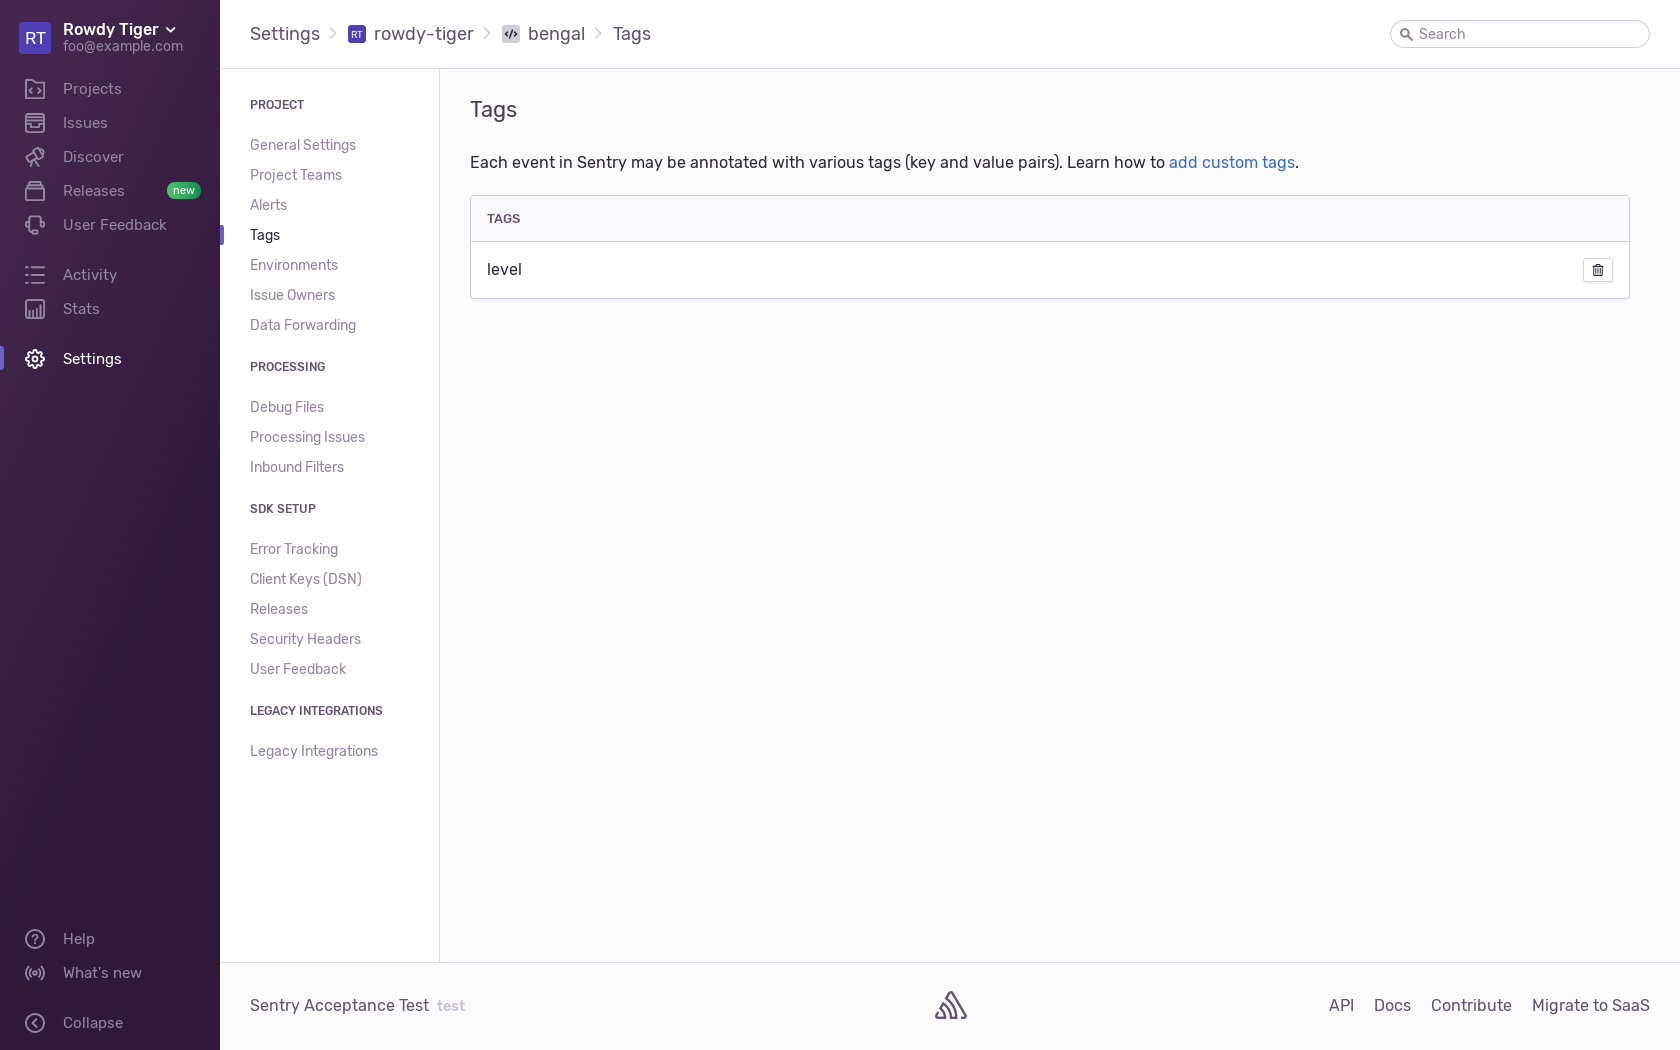 RT
Rowdy Tiger
foo@example.com
Projects
Issues
Discover
Releases new
User Feedback
Activity
Stats
Settings
Help
What's new
Collapse
Settings RT rowdy-tiger bengal Tags
Search
PROJECT
General Settings
Project Teams
Alerts
Tags
Environments
Issue Owners
Data Forwarding
PROCESSING
Debug Files
Processing Issues
Inbound Filters
SDK SETUP
Error Tracking
Client Keys (DSN)
Releases
Security Headers
User Feedback
LEGACY INTEGRATIONS
Legacy Integrations
Tags
Each event in Sentry may be annotated with various tags (key and value pairs). Learn how to add custom tags.
TAGS
level
Sentry Acceptance Test test
API Docs Contribute Migrate to SaaS